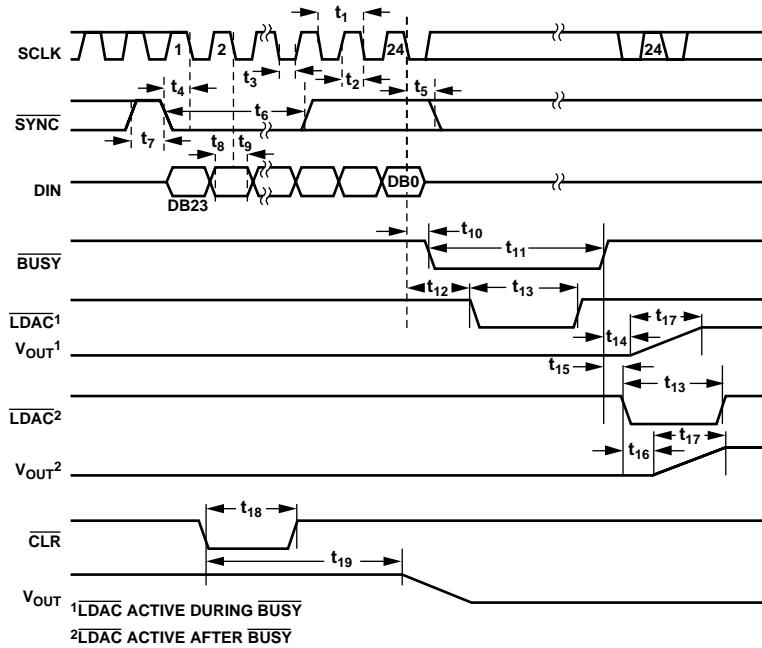 t1
SCLK 1 2 24 24
t3 t2
t4 t5
t6
SYNC
t7 t8 t9
DIN DB0
DB23
t10
t11
BUSY
t12 t13
LDAC1 t17
t14
VOUT1
t15 t13
LDAC2
t17
t16
VOUT2
t18
CLR
t19
VOUT
1LDAC ACTIVE DURING BUSY
2LDAC ACTIVE AFTER BUSY